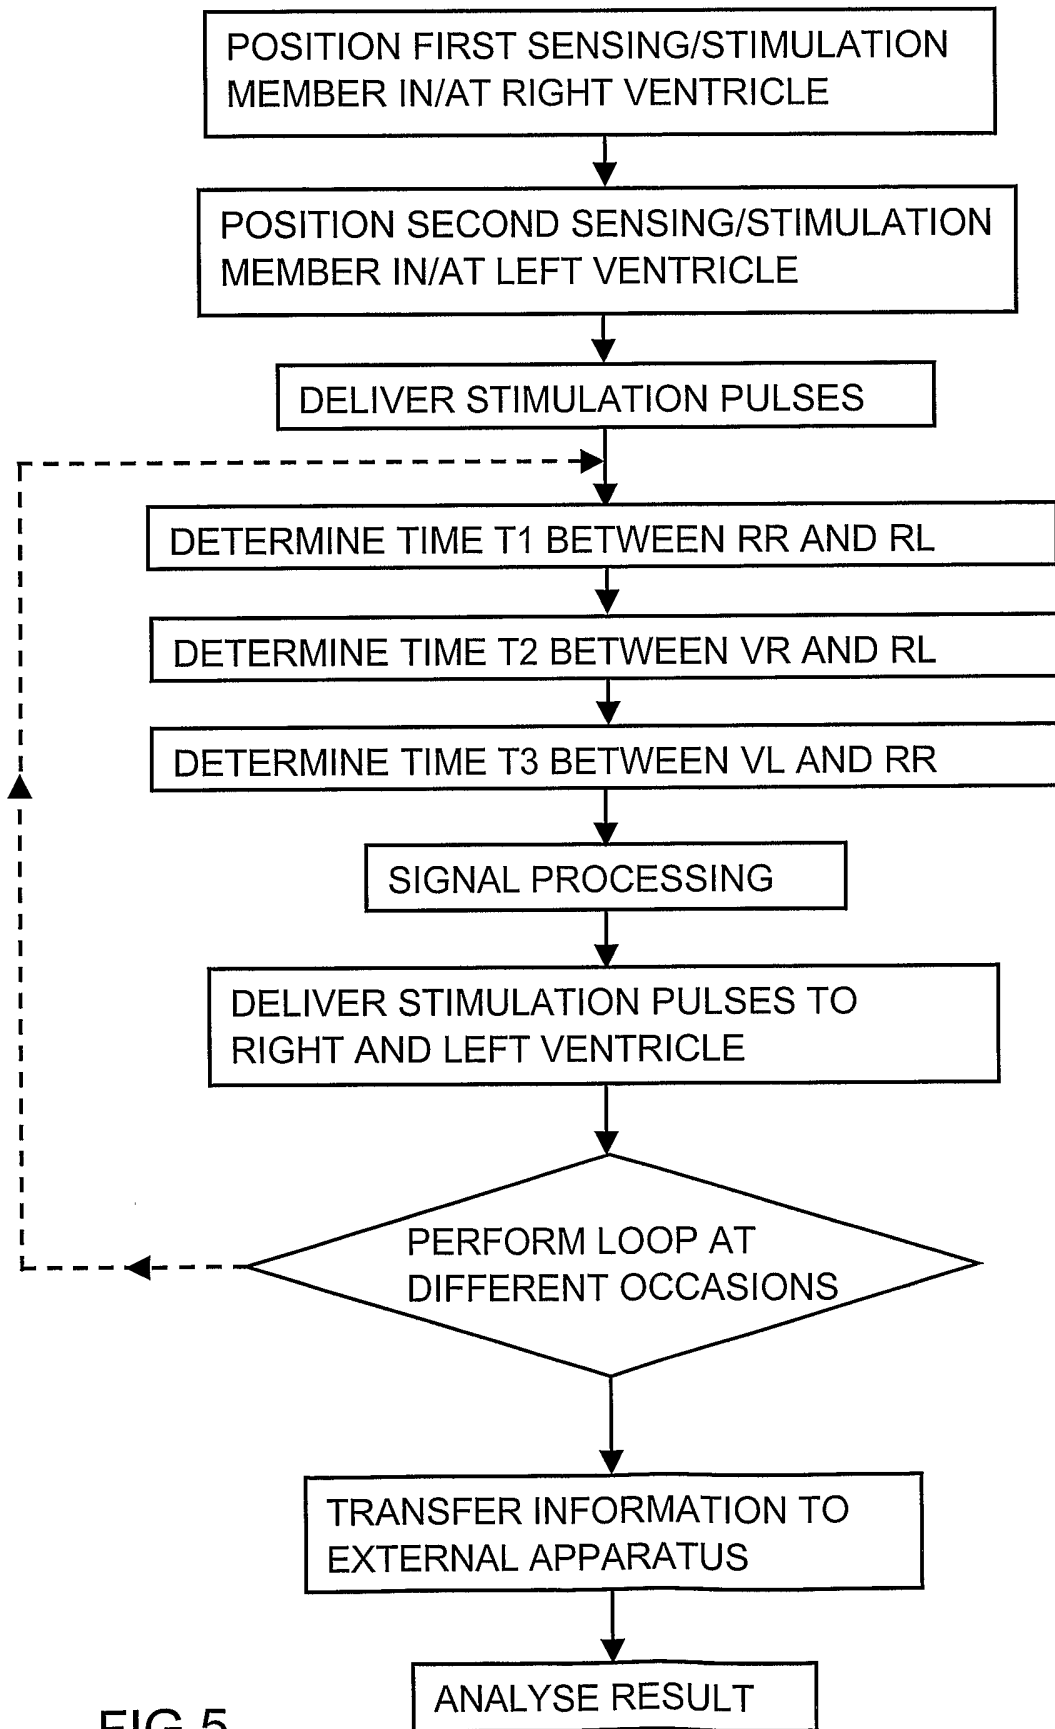 POSITION FIRST SENSING/STIMULATION
MEMBER IN/AT RIGHT VENTRICLE
POSITION SECOND SENSING/STIMULATION
MEMBER IN/AT LEFT VENTRICLE
DELIVER STIMULATION PULSES
DETERMINE TIME T1 BETWEEN RR AND RL
DETERMINE TIME T2 BETWEEN VR AND RL
DETERMINE TIME T3 BETWEEN VL AND RR
SIGNAL PROCESSING
DELIVER STIMULATION PULSES TO
RIGHT AND LEFT VENTRICLE
PERFORM LOOP AT
DIFFERENT OCCASIONS
TRANSFER INFORMATION TO
EXTERNAL APPARATUS
ANALYSE RESULT
FIG 5